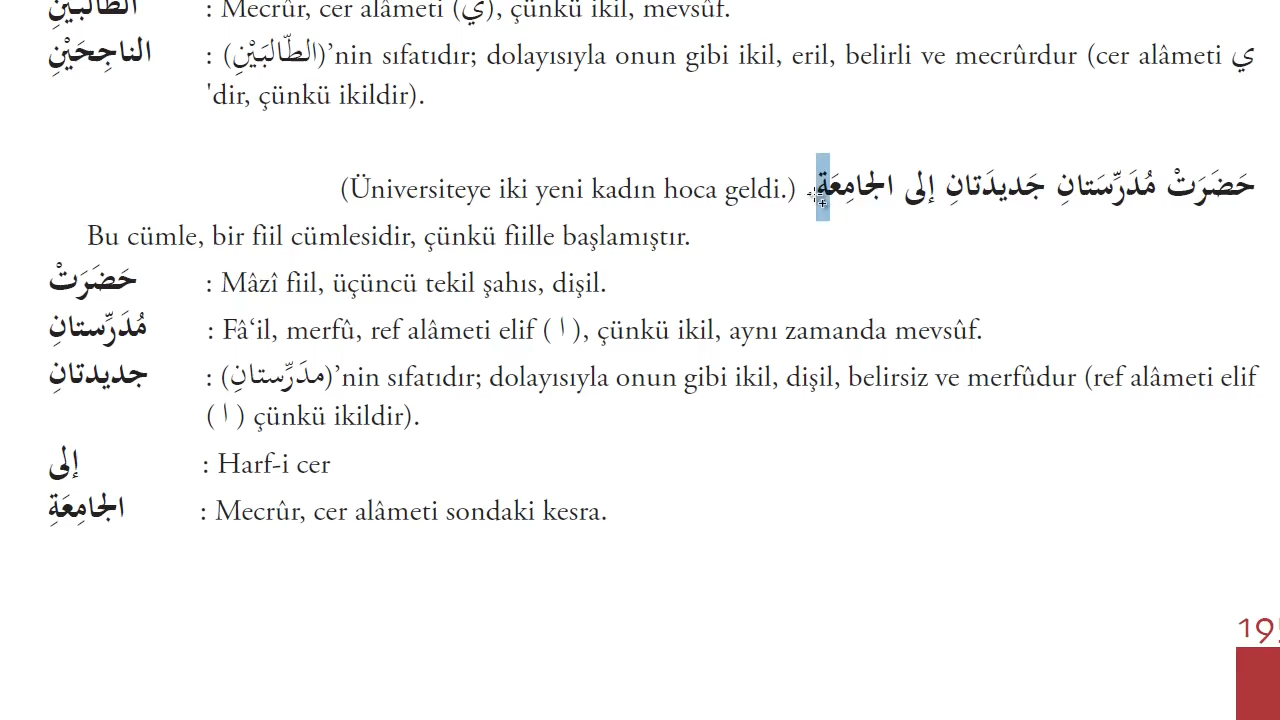 الطالبَيْنِ : Mecrûr, cer alâmeti (ي), çünkü ikil, mevsûf.
الناجِحَيْنِ : (الطّالبَيْنِ)’nin sıfatıdır; dolayısıyla onun gibi ikil, eril, belirli ve mecrûrdur (cer alâmeti ي
'dir, çünkü ikildir).
حَضَرَتْ مُدَرِّسَتانِ جَديدَتانِ إلى الجامِعَةِ (Üniversiteye iki yeni kadın hoca geldi.)
Bu cümle, bir fiil cümlesidir, çünkü fiille başlamıştır.
حَضَرَتْ : Mâzî fiil, üçüncü tekil şahıs, dişil.
مُدَرِّستانِ : Fâ‘il, merfû, ref alâmeti elif (ا), çünkü ikil, aynı zamanda mevsûf.
جديدتانِ : (مدَرِّستانِ)’nin sıfatıdır; dolayısıyla onun gibi ikil, dişil, belirsiz ve merfûdur (ref alâmeti elif
(ا) çünkü ikildir).
إلى : Harf-i cer
الجامِعَةِ : Mecrûr, cer alâmeti sondaki kesra.